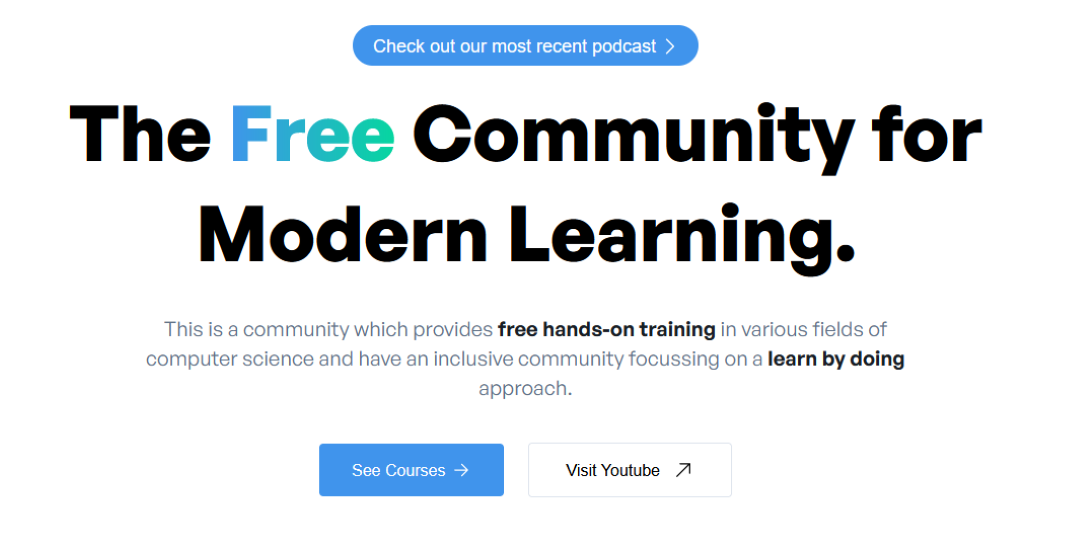 Check out our most recent podcast
The Free Community for
Modern Learning.
This is a community which provides free hands-on training in various fields of
computer science and have an inclusive community focussing on a learn by doing
approach.
See Courses
Visit Youtube